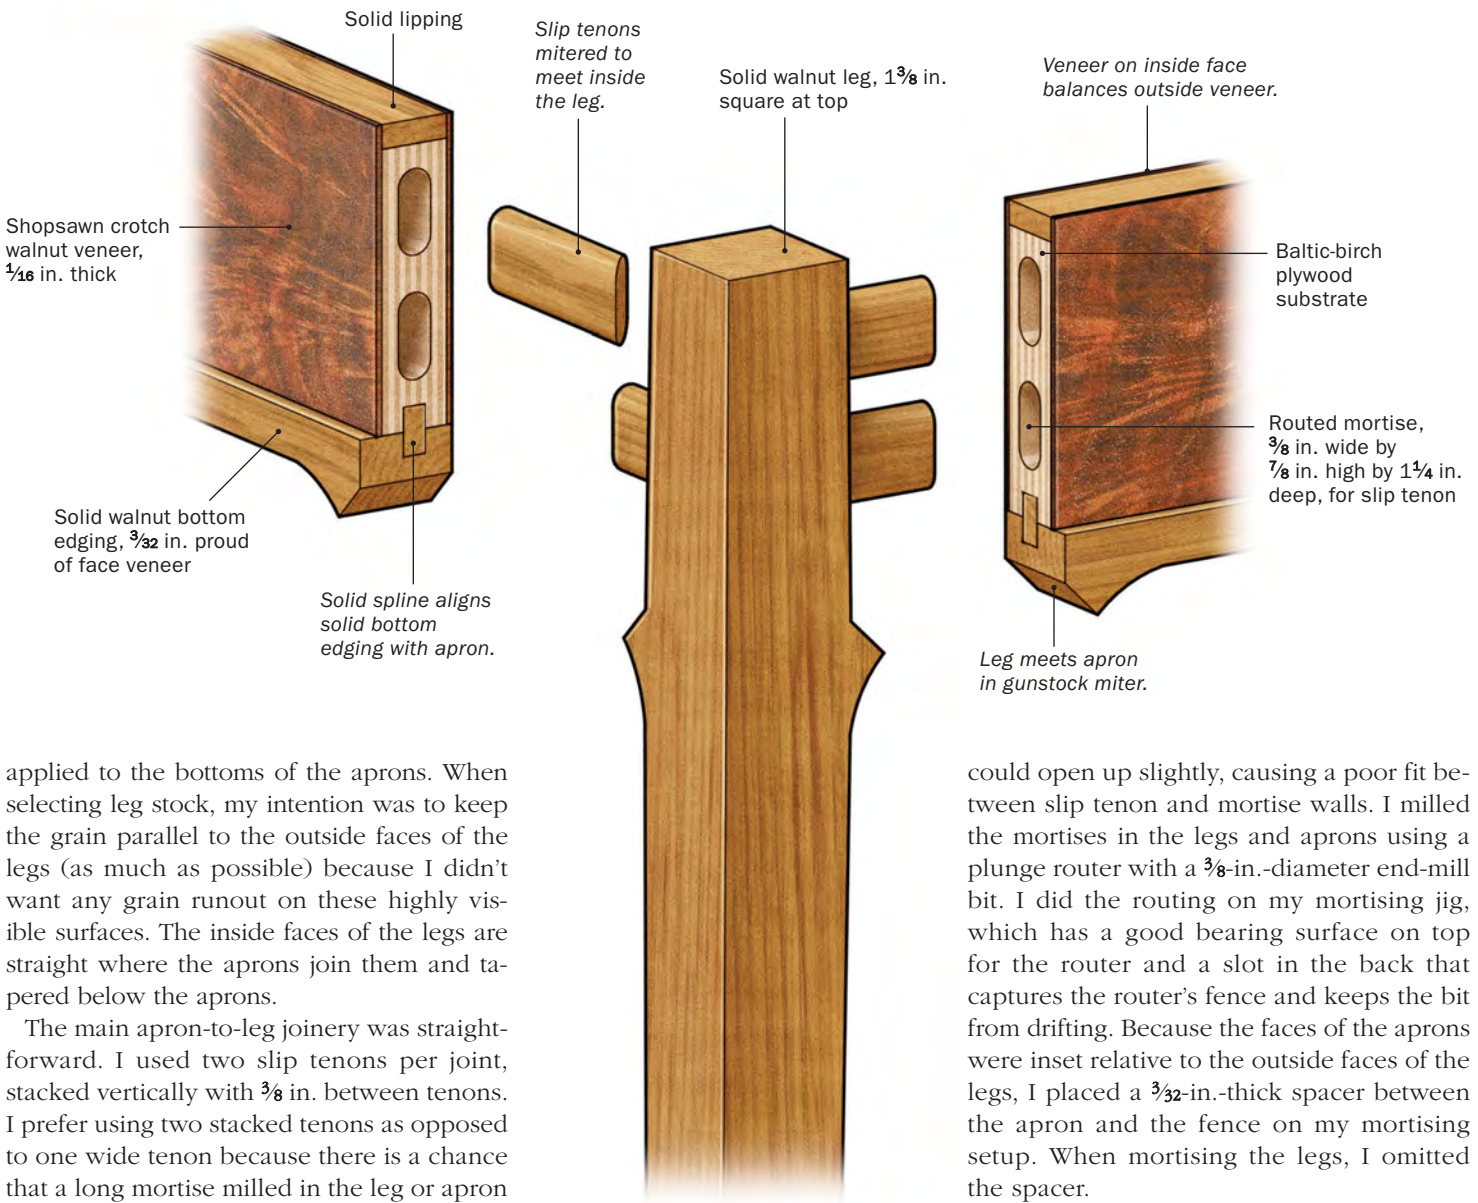 Solid lipping
Slip tenons
mitered to
meet inside
the leg.
Solid walnut leg, 1 3/8 in.
square at top
Veneer on inside face
balances outside veneer.
Shopsawn crotch
walnut veneer,
1/16 in. thick
Baltic-birch
plywood
substrate
Routed mortise,
3/8 in. wide by
7/8 in. high by 1 1/4 in.
deep, for slip tenon
Solid walnut bottom
edging, 3/32 in. proud
of face veneer
Solid spline aligns
solid bottom
edging with apron.
Leg meets apron
in gunstock miter.
applied to the bottoms of the aprons. When
selecting leg stock, my intention was to keep
the grain parallel to the outside faces of the
legs (as much as possible) because I didn't
want any grain runout on these highly vis-
ible surfaces. The inside faces of the legs are
straight where the aprons join them and ta-
pered below the aprons.
The main apron-to-leg joinery was straight-
forward. I used two slip tenons per joint,
stacked vertically with 3/8 in. between tenons.
I prefer using two stacked tenons as opposed
to one wide tenon because there is a chance
that a long mortise milled in the leg or apron
could open up slightly, causing a poor fit be-
tween slip tenon and mortise walls. I milled
the mortises in the legs and aprons using a
plunge router with a 3/8-in.-diameter end-mill
bit. I did the routing on my mortising jig,
which has a good bearing surface on top
for the router and a slot in the back that
captures the router's fence and keeps the bit
from drifting. Because the faces of the aprons
were inset relative to the outside faces of the
legs, I placed a 3/32-in.-thick spacer between
the apron and the fence on my mortising
setup. When mortising the legs, I omitted
the spacer.